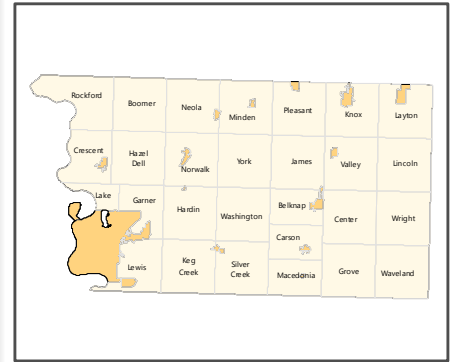 Rockford
Boomer
Neola
Minden
Pleasant
Knox
Layton
Crescent
Hazel
Dell
Norwalk
York
James
Valley
Lincoln
Lake
Garner
Hardin
Washington
Belknap
Center
Wright
Carson
Lewis
Keg
Creek
Silver
Creek
Macedonia
Grove
Waveland